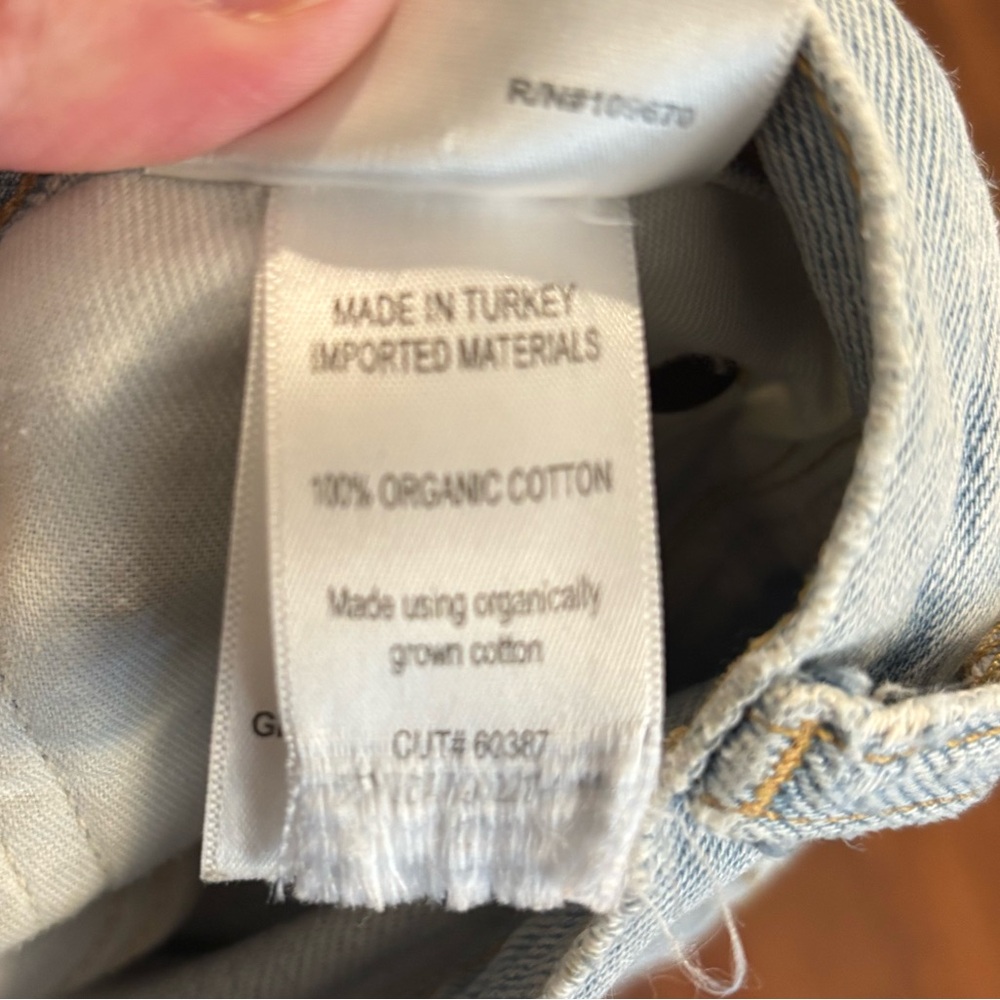 R/N#109670
MADE IN TURKEY
IMPORTED MATERIALS
100% ORGANIC COTTON
Made using organically
grown cotton
CUT# 60387